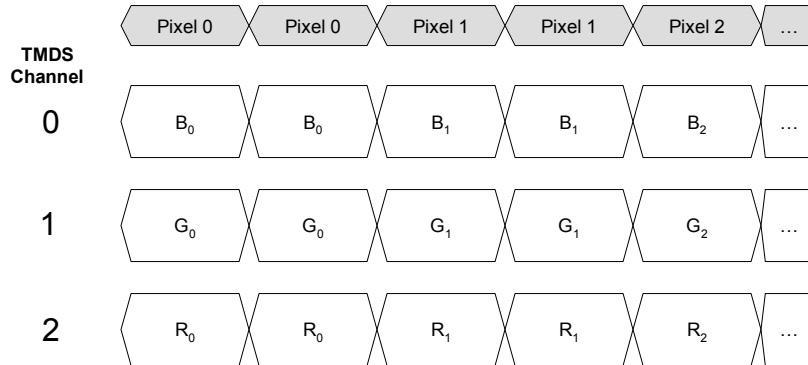 Pixel 0 Pixel 0 Pixel 1 Pixel 1 Pixel 2 ...
TMDS
Channel
0 B₀ B₀ B₁ B₁ B₂ ...
1 G₀ G₀ G₁ G₁ G₂ ...
2 R₀ R₀ R₁ R₁ R₂ ...